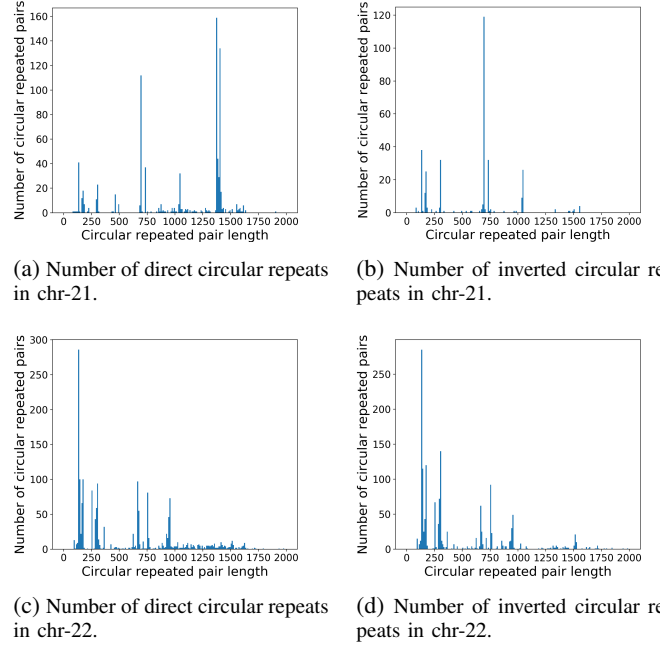 160
140
120
100
80
60
40
20
0
Number of circular repeated pairs
0 250 500 750 1000 1250 1500 1750 2000
Circular repeated pair length
120
100
80
60
40
20
0
Number of circular repeated pairs
0 250 500 750 1000 1250 1500 1750 2000
Circular repeated pair length
(a) Number of direct circular repeats
in chr-21.
(b) Number of inverted circular re
peats in chr-21.
300
250
200
150
100
50
0
Number of circular repeated pairs
0 250 500 750 1000 1250 1500 1750 2000
Circular repeated pair length
300
250
200
150
100
50
0
Number of circular repeated pairs
0 250 500 750 1000 1250 1500 1750 2000
Circular repeated pair length
(c) Number of direct circular repeats
in chr-22.
(d) Number of inverted circular re
peats in chr-22.